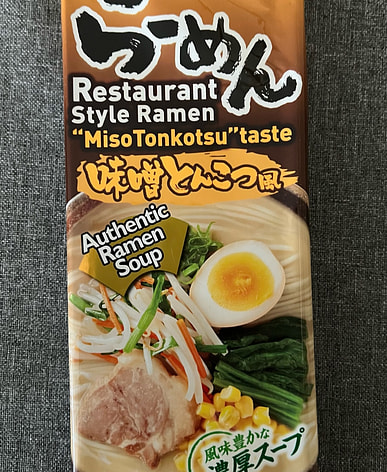 らーめん
Restaurant
Style Ramen
“MisoTonkotsu”taste
味噌とんこつ風
Authentic
Ramen
Soup
風味豊かな
濃厚スープ